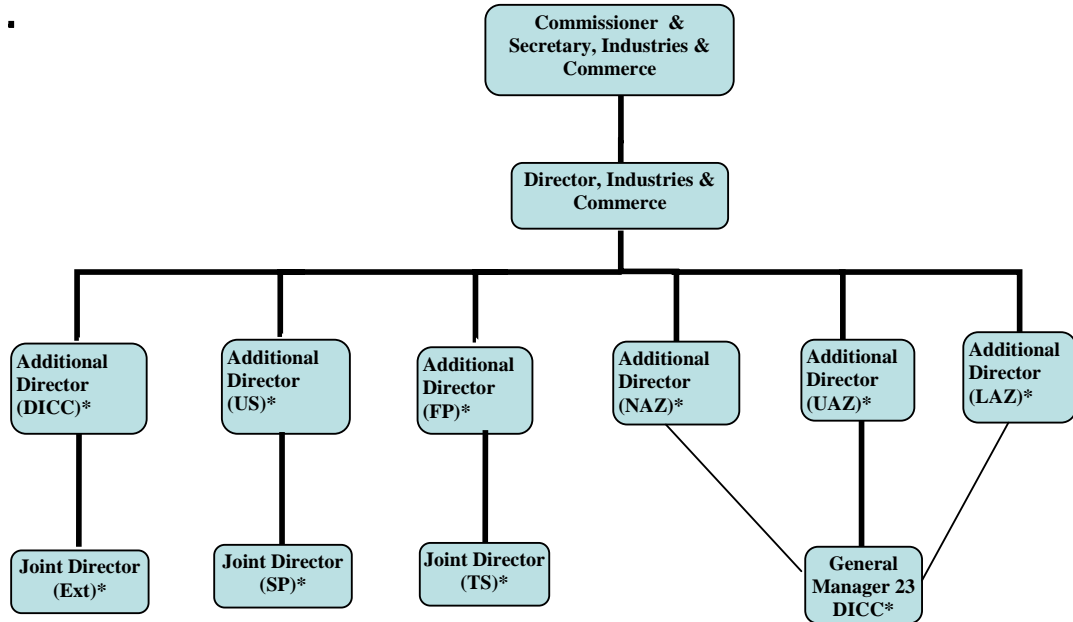 Commissioner &
Secretary, Industries &
Commerce
Director, Industries &
Commerce
Additional
Director
(DICC)*
Additional
Director
(US)*
Additional
Director
(FP)*
Additional
Director
(NAZ)*
Additional
Director
(UAZ)*
Additional
Director
(LAZ)*
Joint Director
(Ext)*
Joint Director
(SP)*
Joint Director
(TS)*
General
Manager 23
DICC*